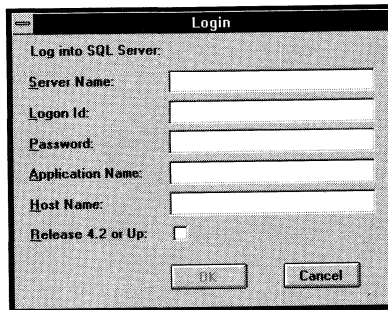 Login
Log into SQL Server:
Server Name:
Logon Id:
Password:
Application Name:
Host Name:
Release 4.2 or Up:
OK
Cancel